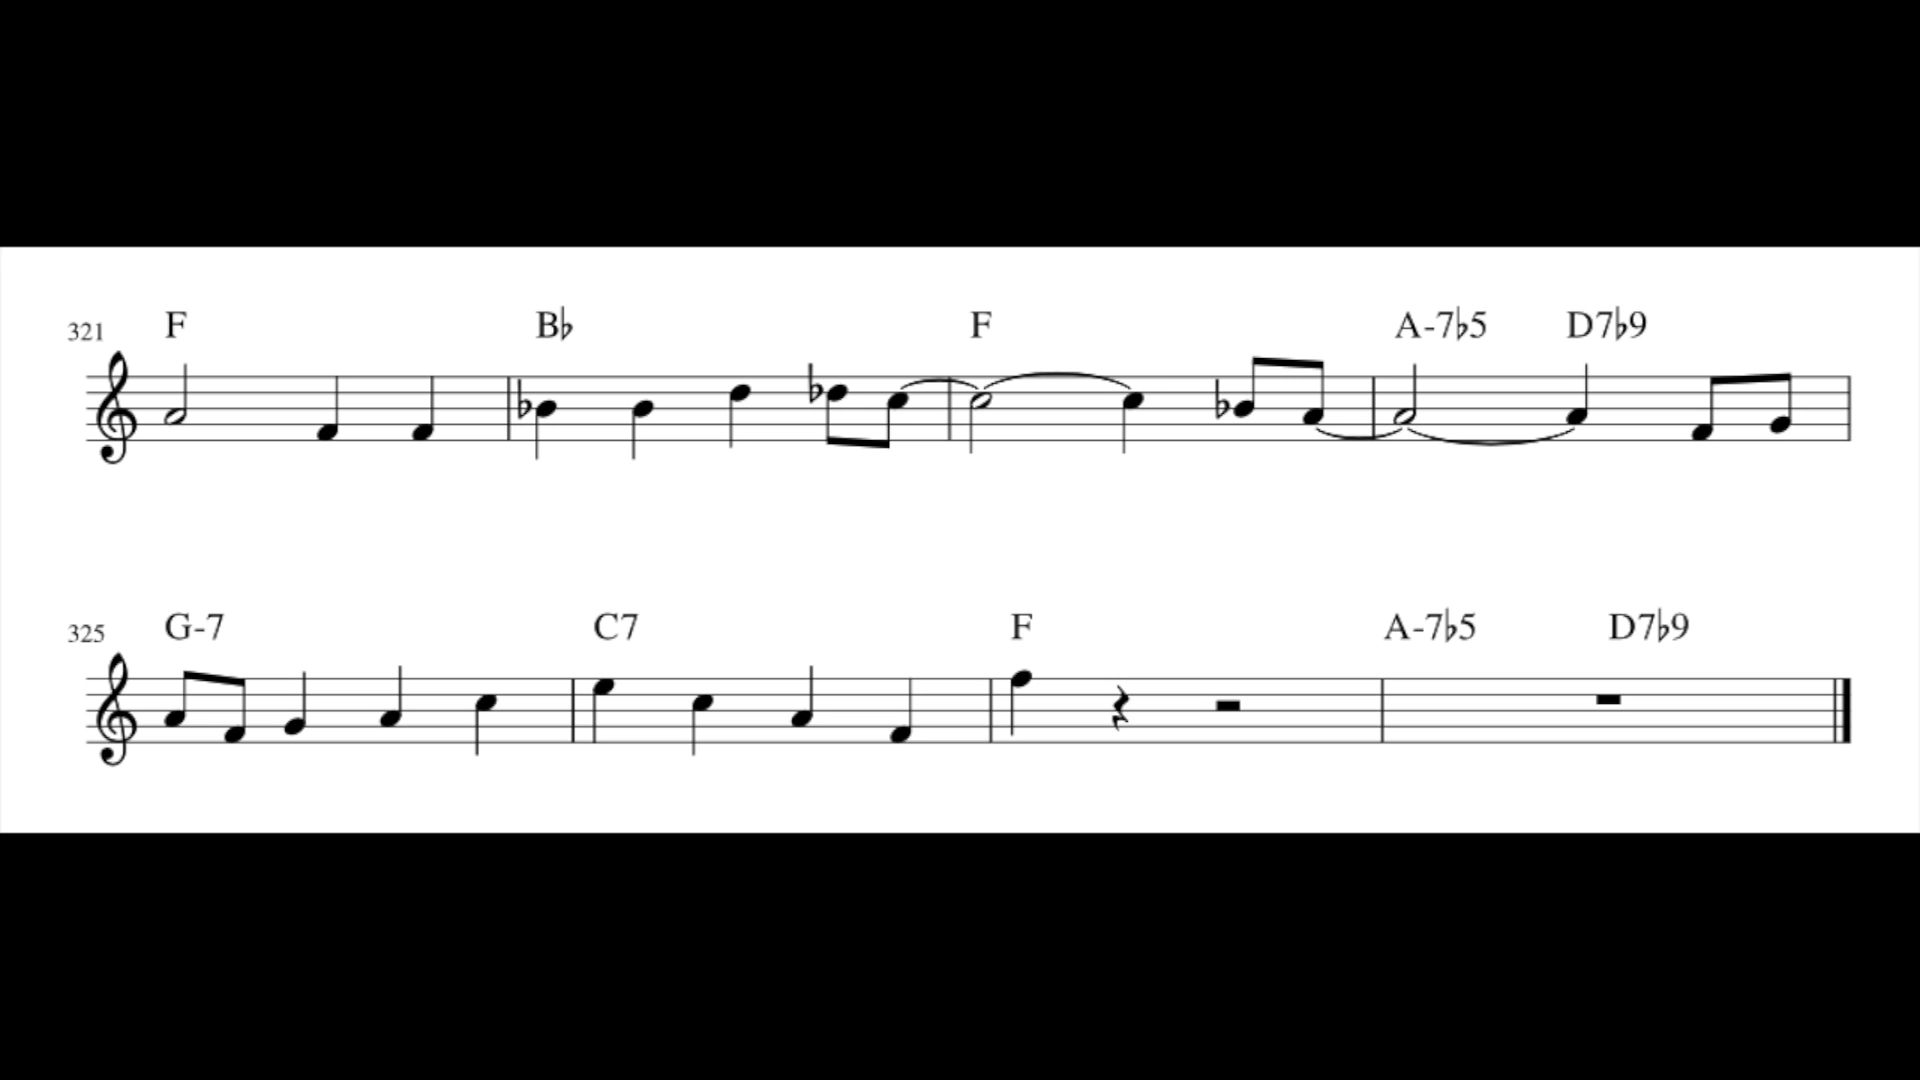 321 F B♭ F A-7♭5 D7♭9
325 G-7 C7 F A-7♭5 D7♭9